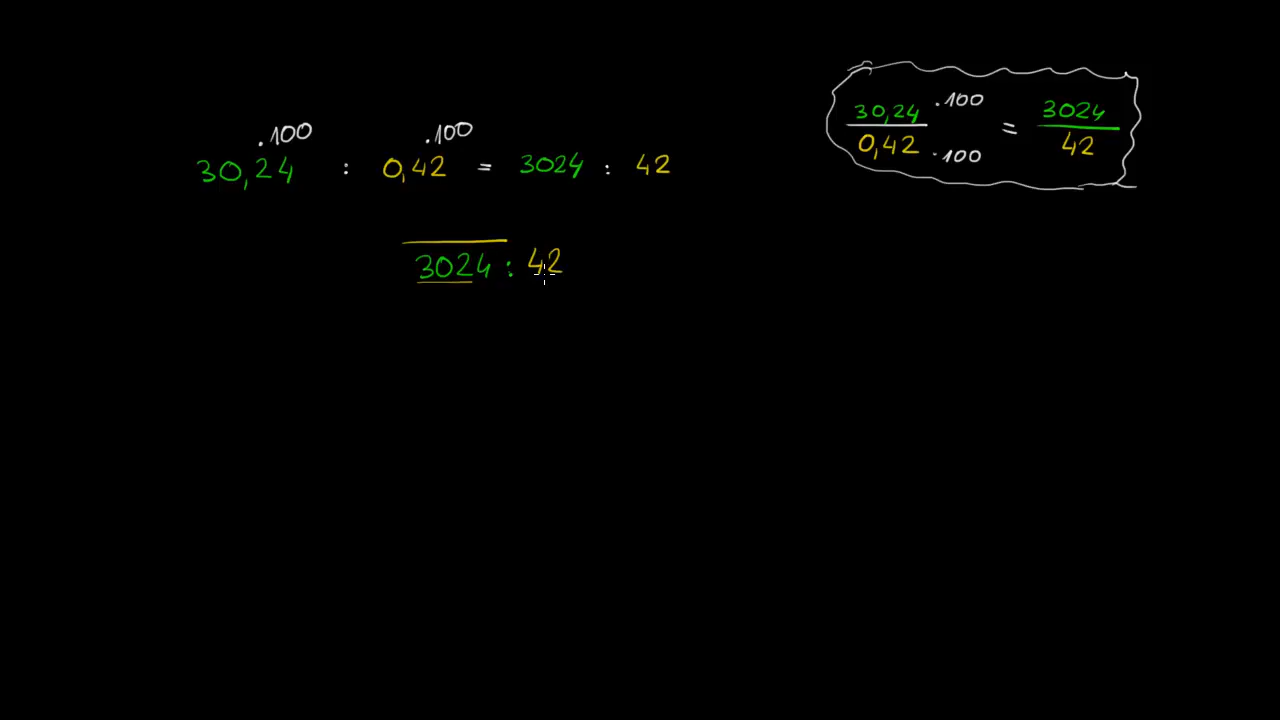 .100 .100
30,24 : 0,42 = 3024 : 42
3024 : 42
30,24 .100 = 3024
0,42 .100 42